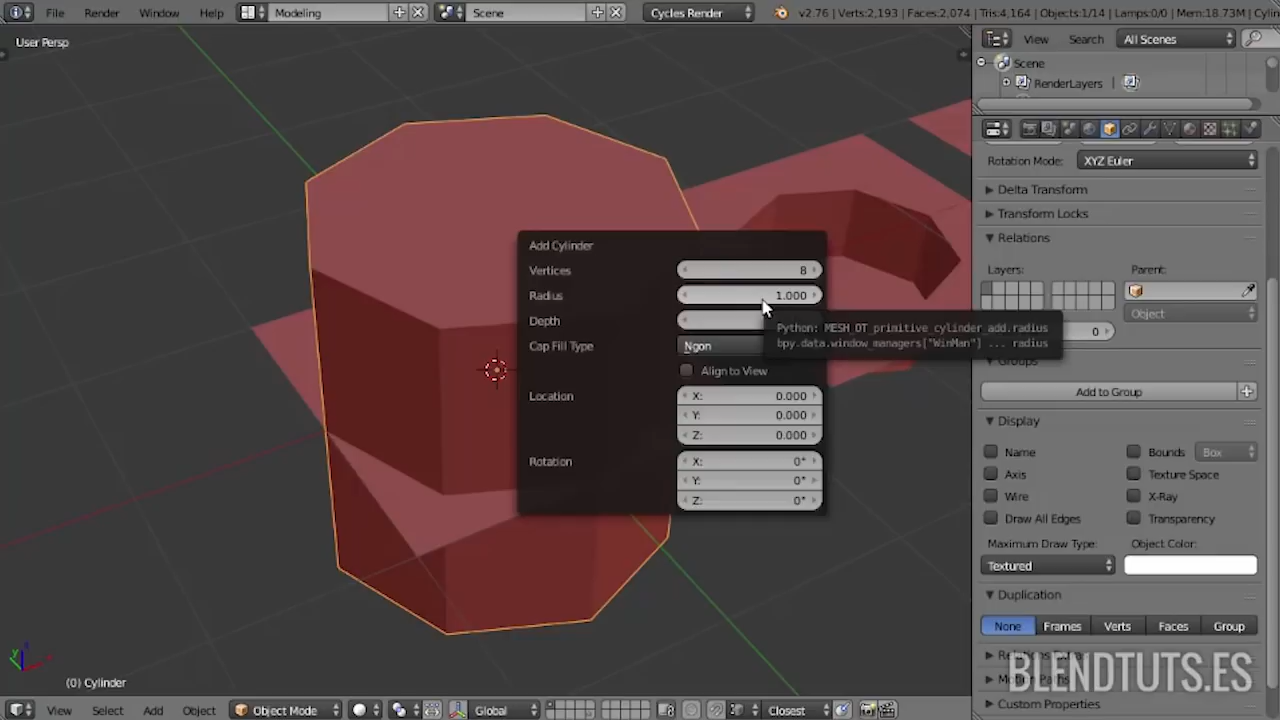 File Render Window Help Modeling Scene Cycles Render v2.76 | Verts:2,193 | Faces:2,074 | Tris:4,164 | Objects:1/14 | Lamps:0/0 | Mem:18.73M | Cylin
User Persp
View Search All Scenes
Scene
RenderLayers
Rotation Mode: XYZ Euler
Delta Transform
Transform Locks
Relations
Layers: Parent:
Object
0
Groups
Add to Group
Display
Name Bounds Box
Axis Texture Space
Wire X-Ray
Draw All Edges Transparency
Maximum Draw Type: Object Color:
Textured
Duplication
None Frames Verts Faces Group
Custom Properties
Add Cylinder
Vertices 8
Radius 1.000
Depth
Cap Fill Type Ngon
Python: MESH_OT_primitive_cylinder_add.radius
bpy.data.window_managers["WinMan"] ... radius
Align to View
Location X: 0.000
Y: 0.000
Z: 0.000
Rotation X: 0°
Y: 0°
Z: 0°
BLENDTUTS.ES
(0) Cylinder
View Select Add Object Object Mode Global Closest